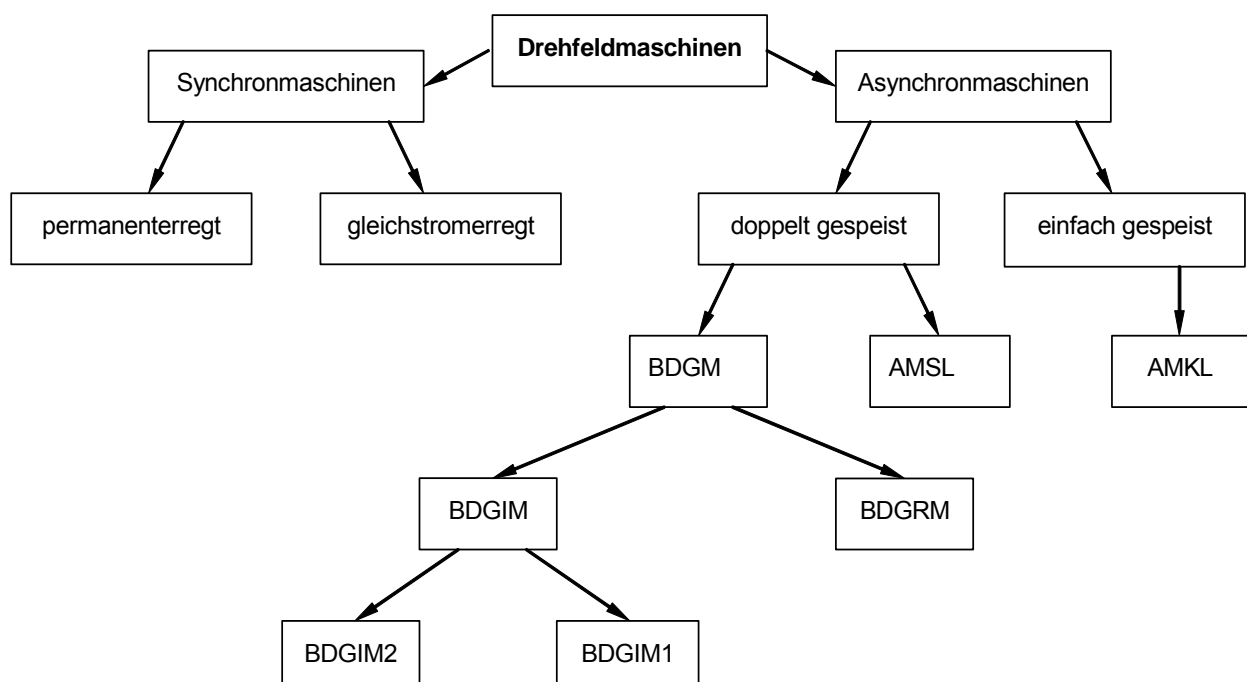 Drehfeldmaschinen
Synchronmaschinen
Asynchronmaschinen
permanenterregt
gleichstromerregt
doppelt gespeist
einfach gespeist
BDGM
AMSL
AMKL
BDGIM
BDGRM
BDGIM2
BDGIM1